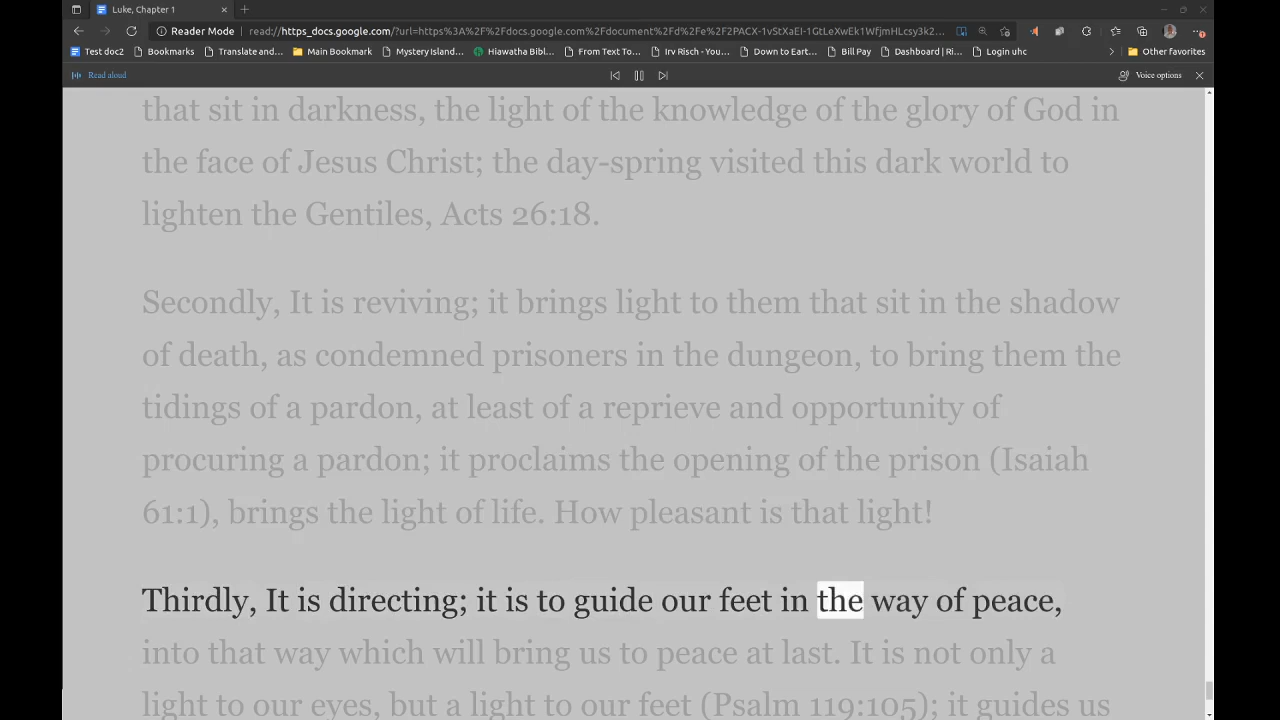 Luke, Chapter 1
Reader Mode
read://https_docs.google.com/?url=https%3A%2F%2Fdocs.google.com%2Fdocument%2Fd%2Fe%2F2PACX-1vStXaEI-1GtLeXwEk1WfjmHLcsy3k2...
Test doc2
Bookmarks
Translate and...
Main Bookmark
Mystery Island...
Hiawatha Bibl...
From Text To...
Irv Risch - You...
Down to Eart...
Bill Pay
Dashboard | Ri...
Login uhc
Other favorites
Read aloud
Voice options
that sit in darkness, the light of the knowledge of the glory of God in
the face of Jesus Christ; the day-spring visited this dark world to
lighten the Gentiles, Acts 26:18.
Secondly, It is reviving; it brings light to them that sit in the shadow
of death, as condemned prisoners in the dungeon, to bring them the
tidings of a pardon, at least of a reprieve and opportunity of
procuring a pardon; it proclaims the opening of the prison (Isaiah
61:1), brings the light of life. How pleasant is that light!
Thirdly, It is directing; it is to guide our feet in the way of peace,
into that way which will bring us to peace at last. It is not only a
light to our eyes, but a light to our feet (Psalm 119:105); it guides us